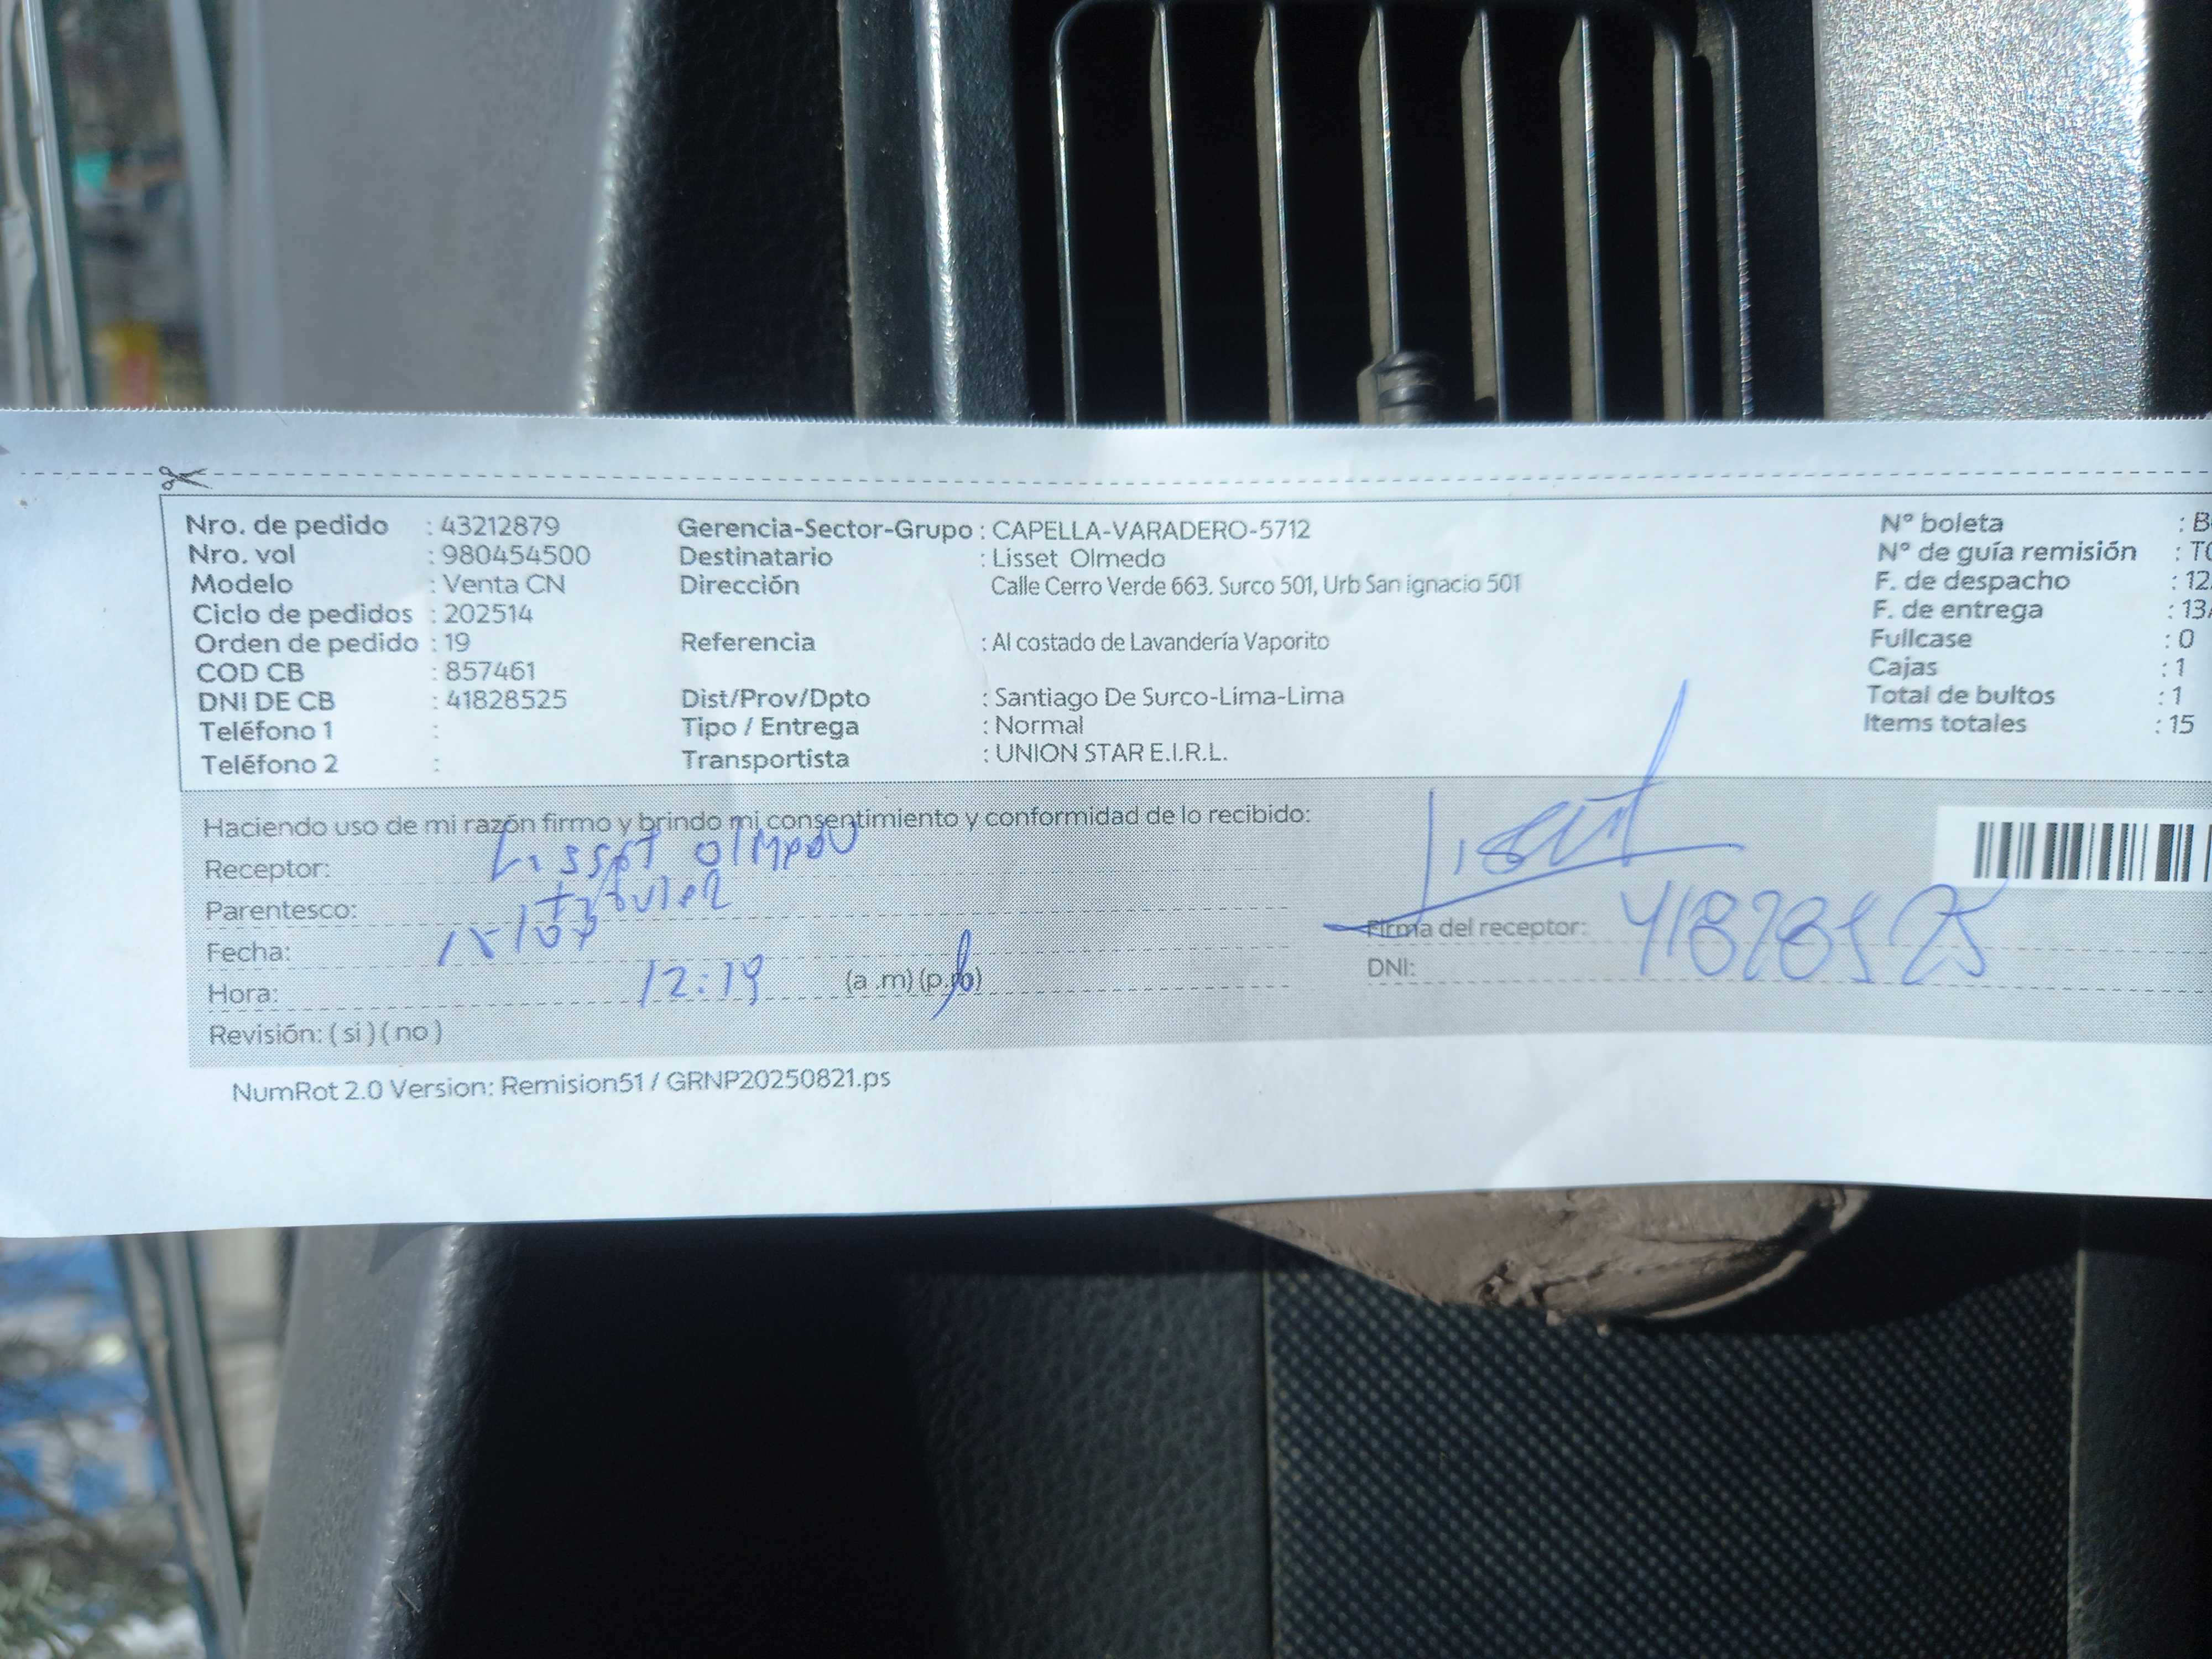 Nro. de pedido : 43212879 Gerencia-Sector-Grupo : CAPELLA-VARADERO-5712 N° boleta : B
Nro. vol : 980454500 Destinatario : Lisset Olmedo N° de guía remisión : T
Modelo : Venta CN Dirección Calle Cerro Verde 663. Surco 501, Urb San ignacio 501 F. de despacho : 12
Ciclo de pedidos : 202514 F. de entrega : 13
Orden de pedido : 19 Referencia : Al costado de Lavandería Vaporito Fullcase : 0
COD CB : 857461 Cajas : 1
DNI DE CB : 41828525 Dist/Prov/Dpto : Santiago De Surco-Lima-Lima Total de bultos : 1
Teléfono 1 : Tipo / Entrega : Normal Items totales : 15
Teléfono 2 : Transportista : UNION STAR E.I.R.L.
Haciendo uso de mi razón firmo y brindo mi consentimiento y conformidad de lo recibido:
Receptor: Lisset
Parentesco: titular
Fecha:
Firma del receptor: Lisset
Hora: 12:19 (a .m) (p.m)
DNI: 41828525
Revisión: ( si ) ( no )
NumRot 2.0 Version: Remision51 / GRNP20250821.ps